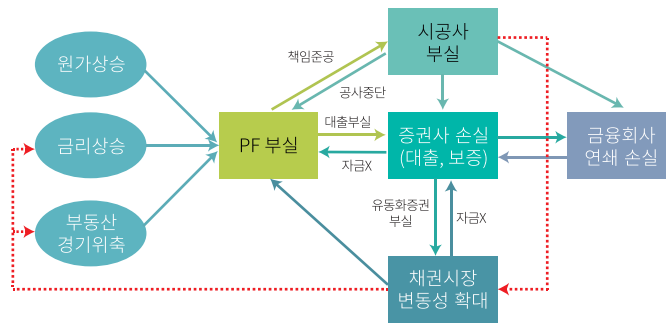 시공사
부실
책임준공
원가상승
공사중단
대출부실
금리상승
PF 부실
증권사 손실
(대출, 보증)
금융회사
연쇄 손실
자금X
부동산
경기위축
유동화증권
부실
자금X
채권시장
변동성 확대